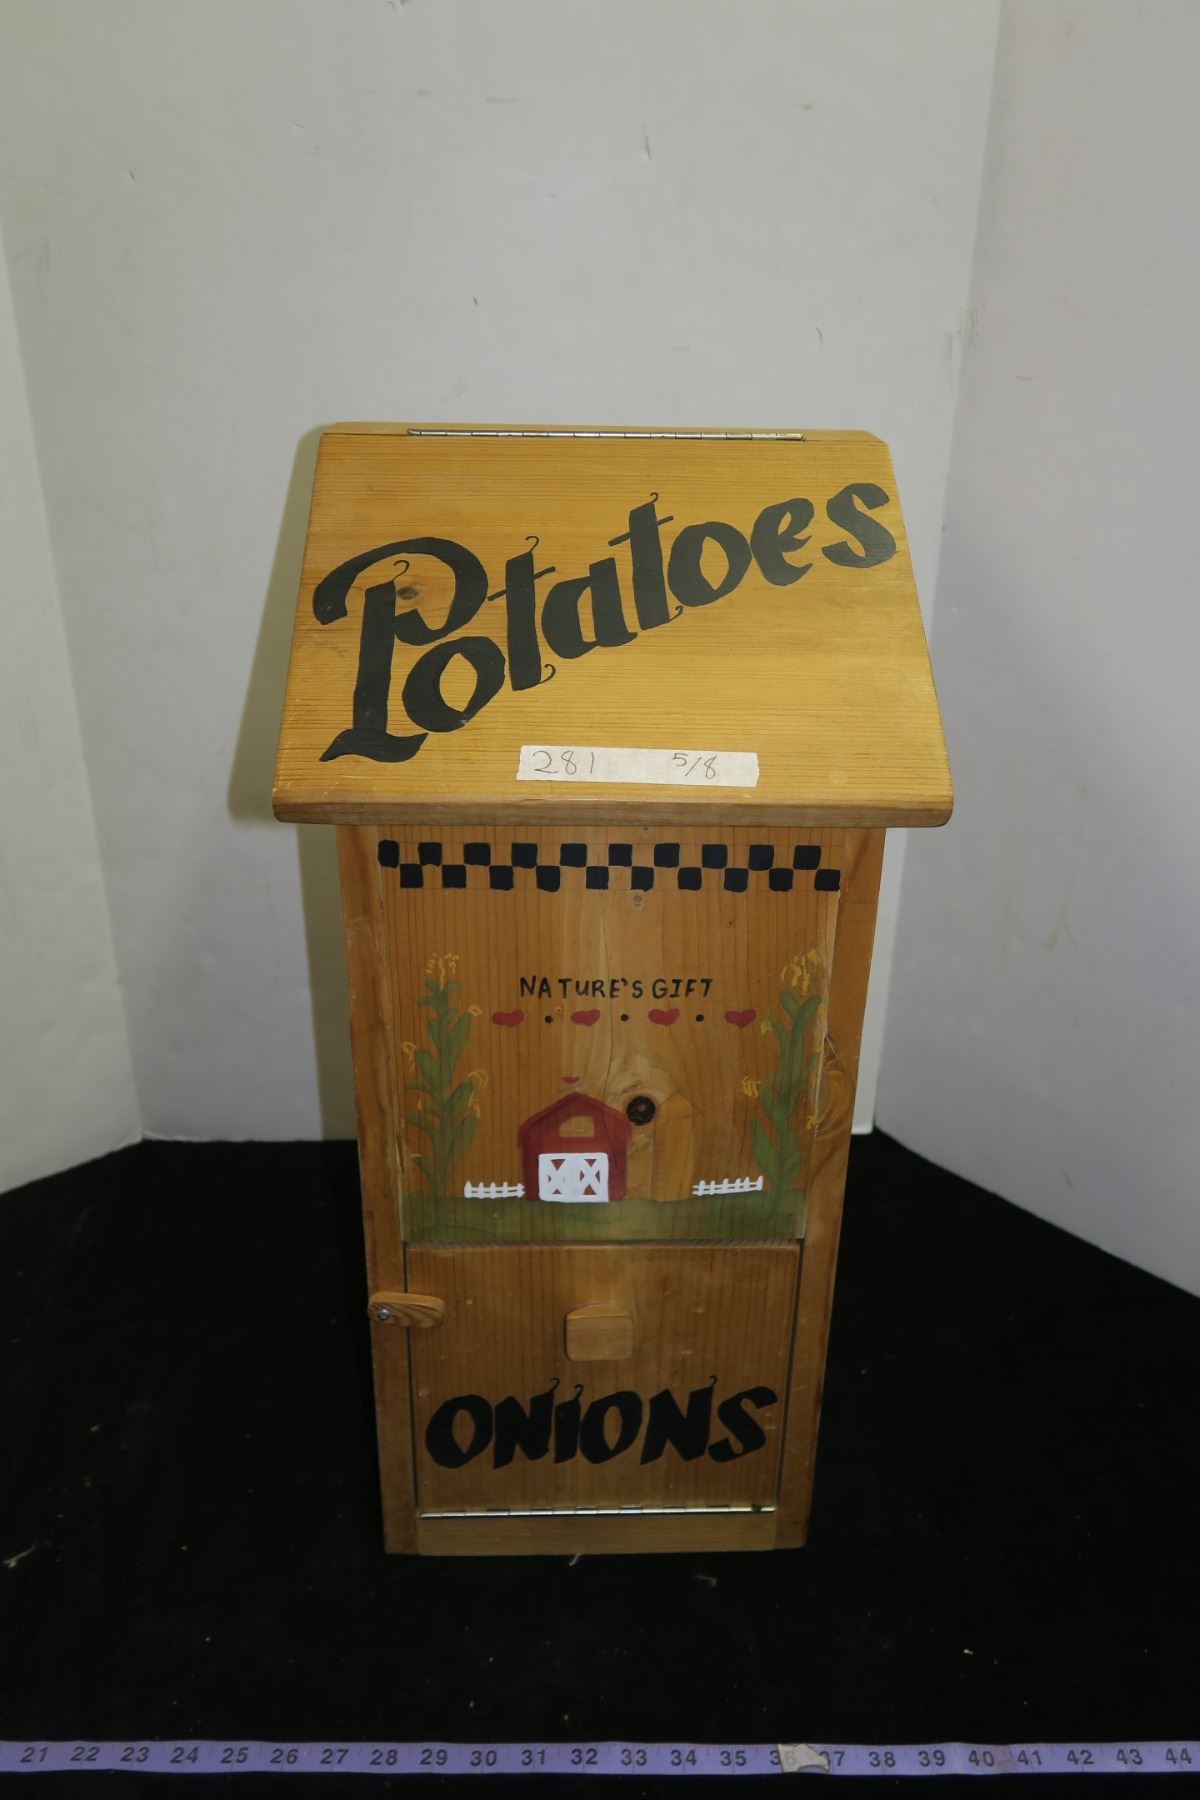 Potatoes
281 5/8
NATURE'S GIFT
ONiONS
21 22 23 24 25 26 27 28 29 30 31 32 33 34 35 36 37 38 39 40 41 42 43 44